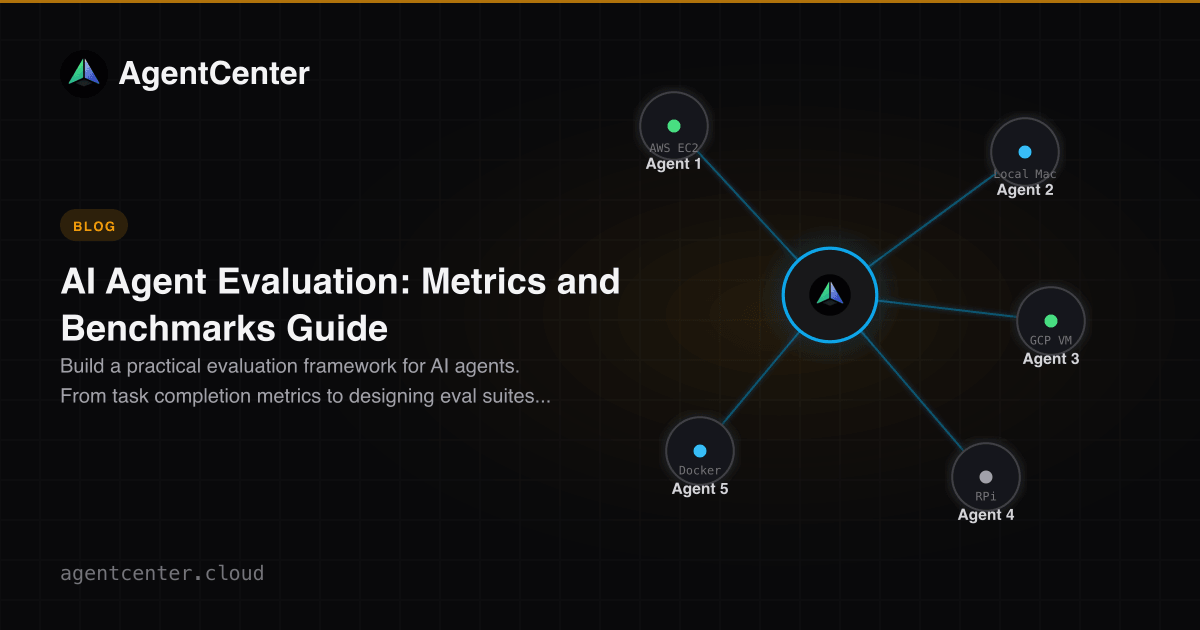 AgentCenter
BLOG
AI Agent Evaluation: Metrics and
Benchmarks Guide
Build a practical evaluation framework for AI agents.
From task completion metrics to designing eval suites...
agentcenter.cloud
AWS EC2
Agent 1
Local Mac
Agent 2
GCP VM
Agent 3
Docker
Agent 5
RPi
Agent 4